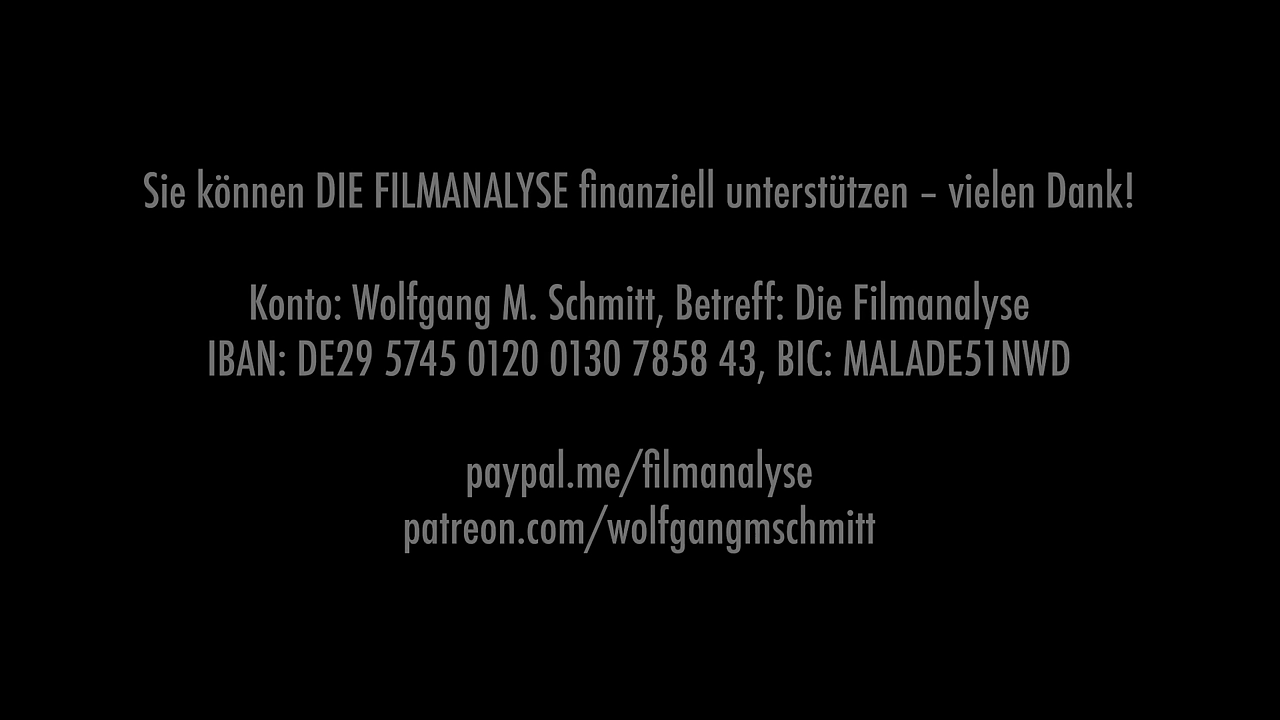 Sie können DIE FILMANALYSE finanziell unterstützen – vielen Dank!
Konto: Wolfgang M. Schmitt, Betreff: Die Filmanalyse
IBAN: DE29 5745 0120 0130 7858 43, BIC: MALADE51NWD
paypal.me/filmanalyse
patreon.com/wolfgangmschmitt